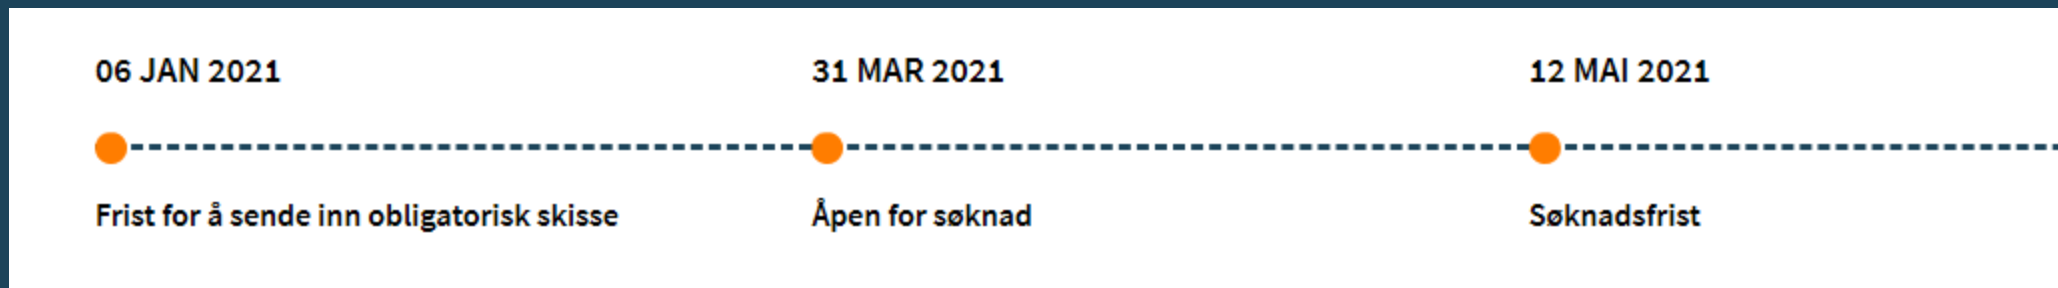 06 JAN 2021
31 MAR 2021
12 MAI 2021
Frist for å sende inn obligatorisk skisse
Åpen for søknad
Søknadsfrist